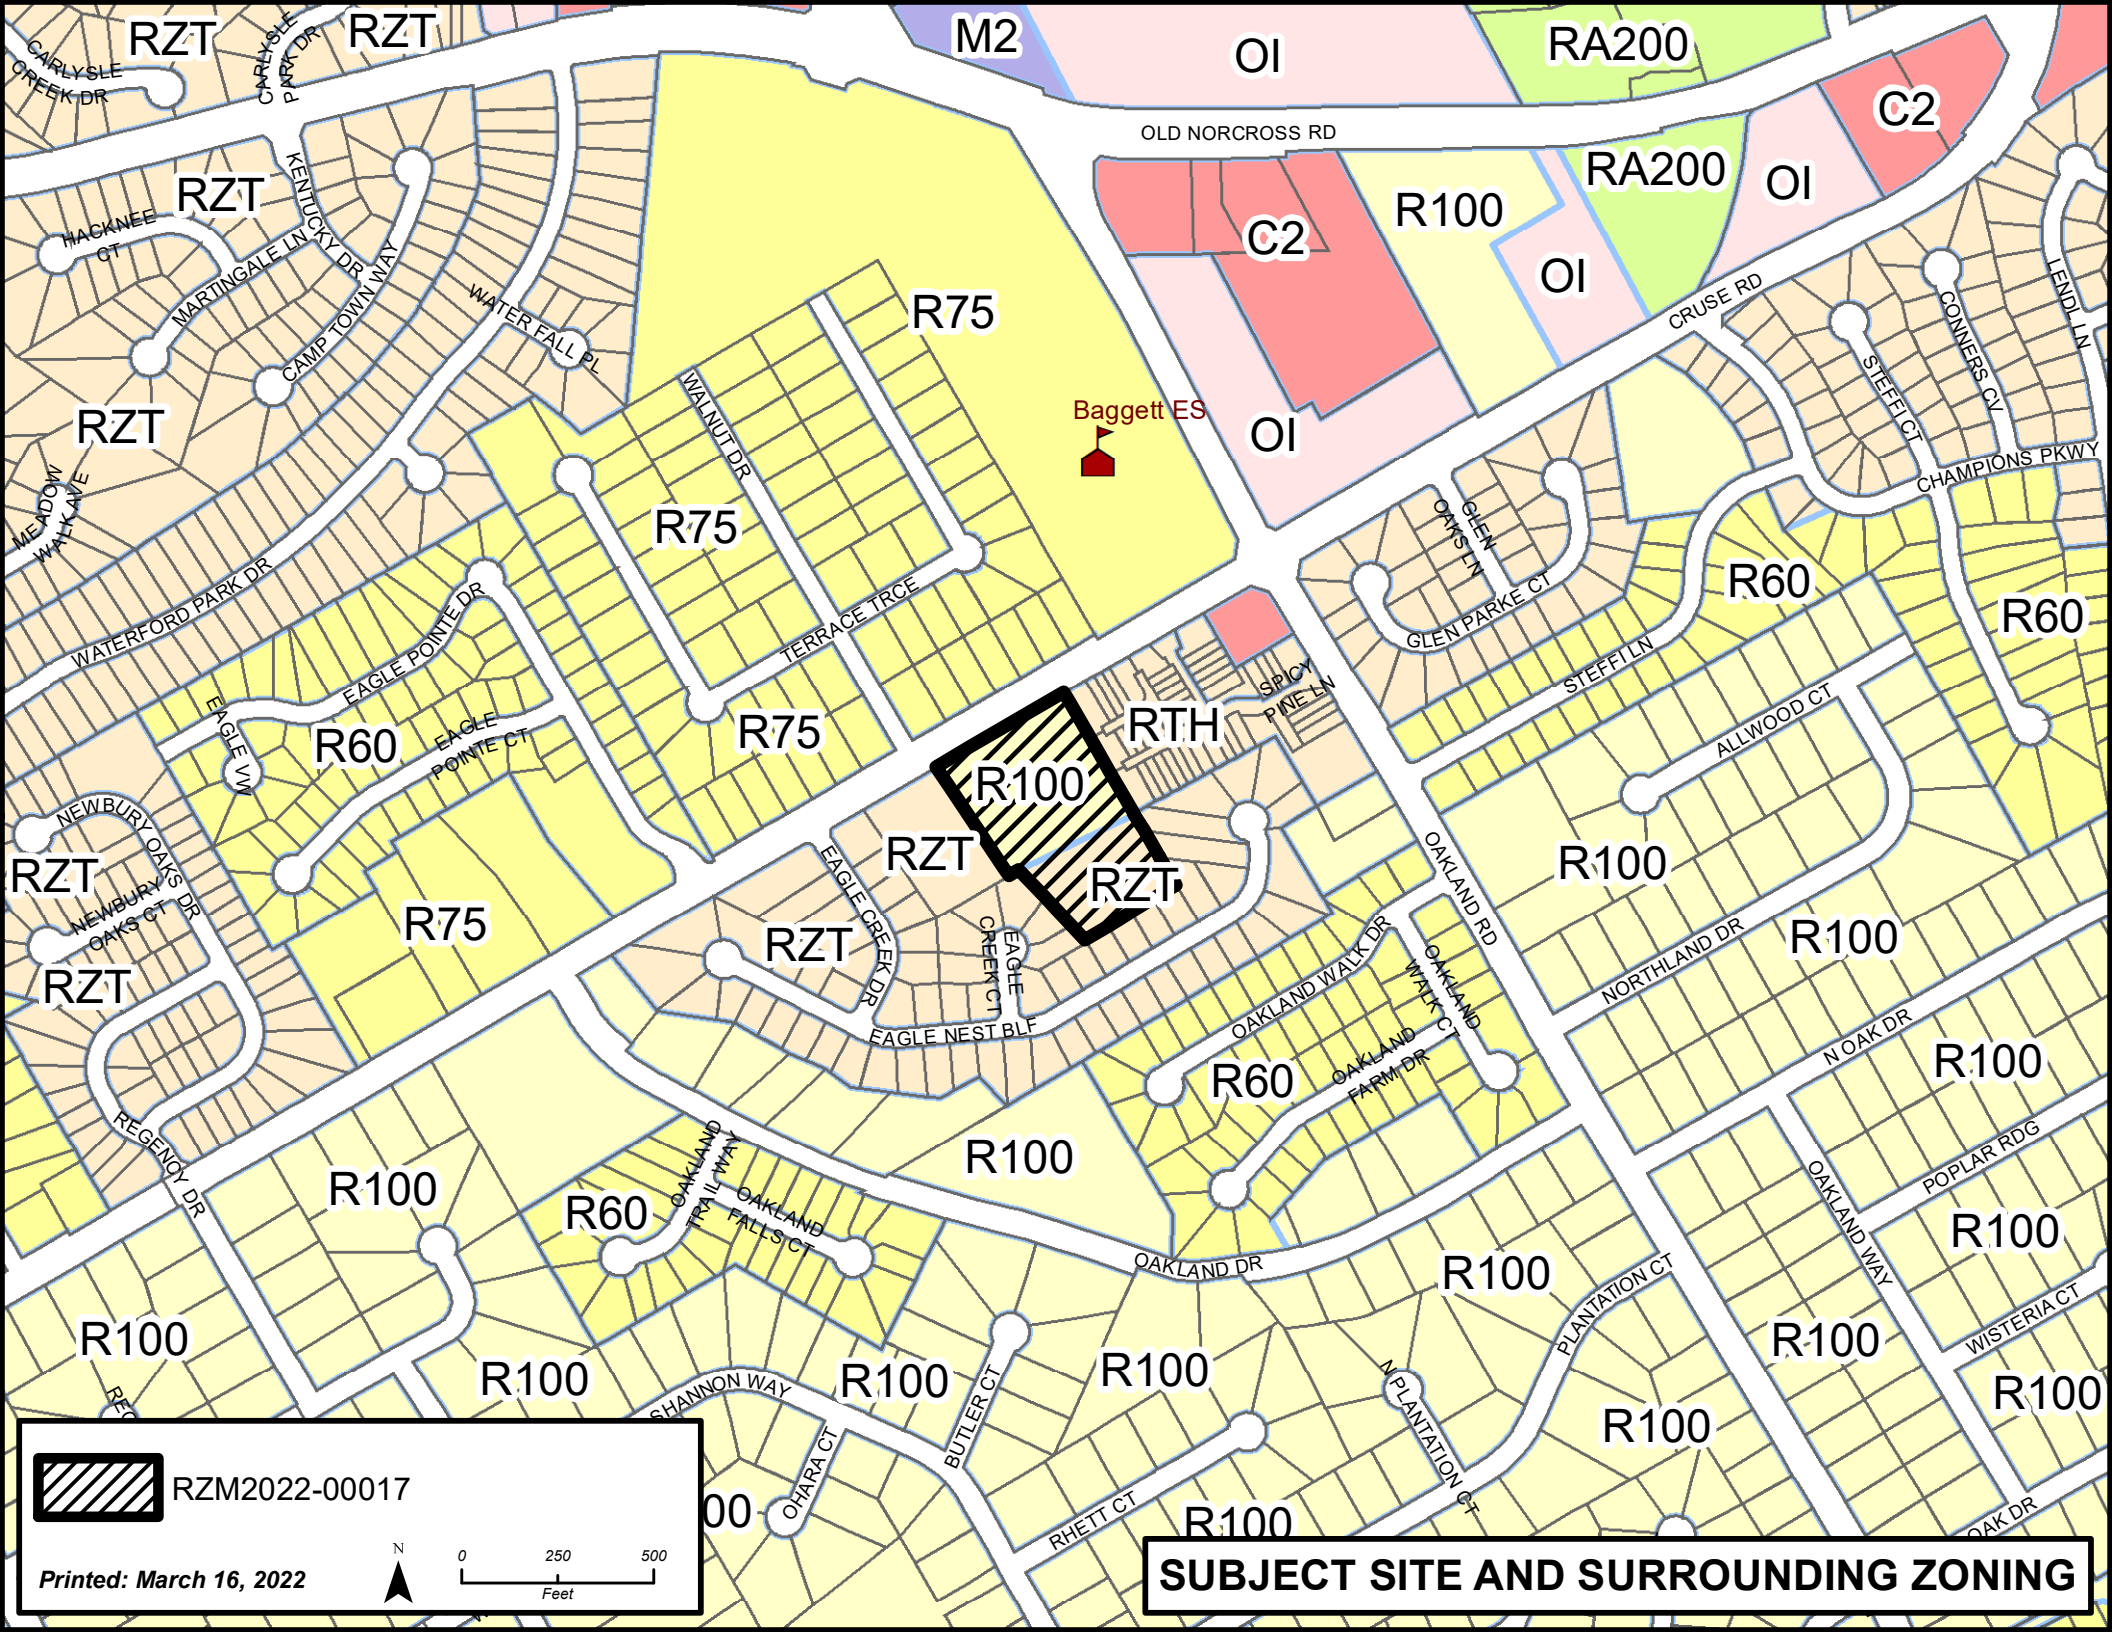 RZT
RZT
M2
OI
RA200
CARLYSLE
CREEK DR
CARLYSLE
PARK DR
C2
OLD NORCROSS RD
RZT
RA200
OI
KENTUCKY DR
R100
HACKNEE
CT
C2
MARTINGALE LN
CAMP TOWN WAY
OI
WATER FALL PL
R75
CRUSE RD
LENDL LN
CONNERS CV
STEFFI CT
RZT
WALNUT DR
Baggett ES
OI
CHAMPIONS PKWY
MEADOW
WALK AVE
R75
GLEN
OAKS LN
WATERFORD PARK DR
EAGLE POINTE DR
TERRACE TRCE
GLEN PARKE CT
R60
R60
STEFFI LN
SPICY
PINE LN
EAGLE VW
R60
EAGLE
POINTE CT
R75
RTH
ALLWOOD CT
R100
NEWBURY OAKS DR
RZT
RZT
EAGLE CREEK DR
RZT
OAKLAND RD
R100
NEWBURY
OAKS CT
R75
RZT
EAGLE
CREEK CT
OAKLAND WALK DR
OAKLAND
WALK CT
NORTHLAND DR
R100
RZT
EAGLE NEST BLF
N OAK DR
R60
OAKLAND
FARM DR
R100
REGENCY DR
R100
OAKLAND
TRAIL WAY
R100
POPLAR RDG
R60
OAKLAND
FALLS CT
OAKLAND WAY
R100
OAKLAND DR
R100
PLANTATION CT
R100
R100
R100
R100
R100
WISTERIA CT
SHANNON WAY
BUTLER CT
N PLANTATION CT
R100
R100
REG
OHARA CT
RHETT CT
00
R100
OAK DR
RZM2022-00017
N
0 250 500
Feet
Printed: March 16, 2022
SUBJECT SITE AND SURROUNDING ZONING